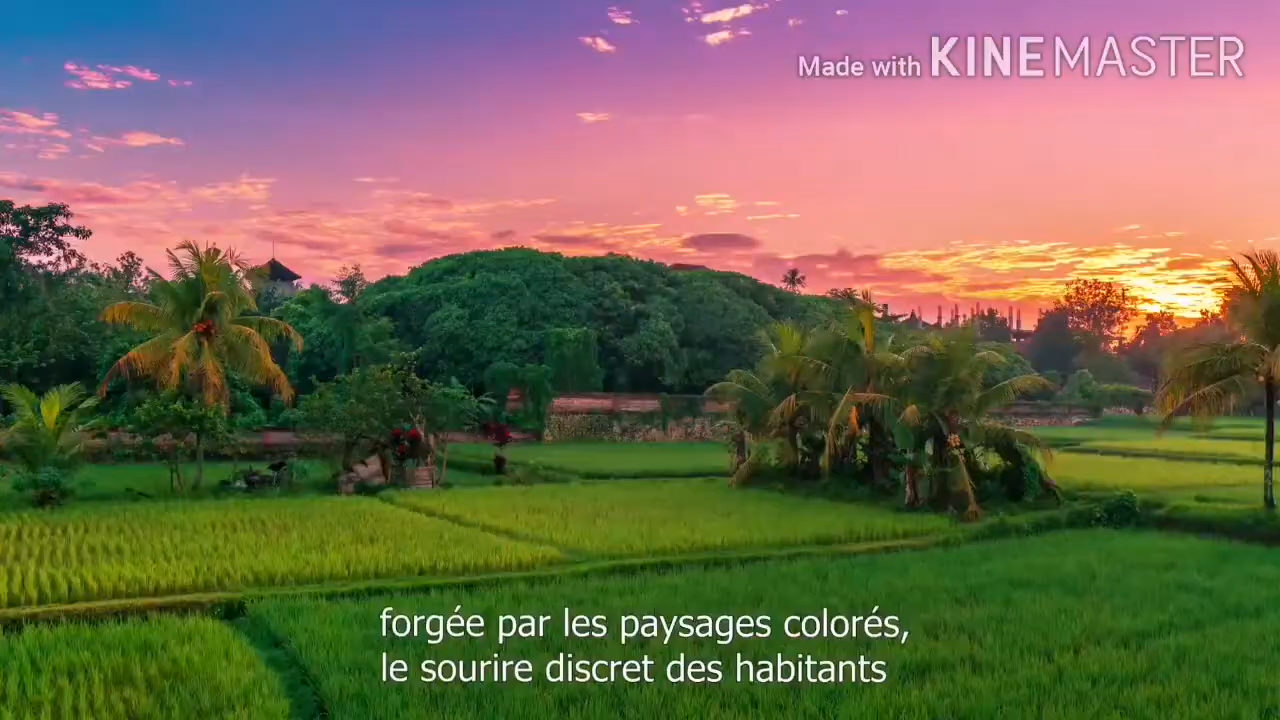 Made with KINEMASTER
forgée par les paysages colorés,
le sourire discret des habitants